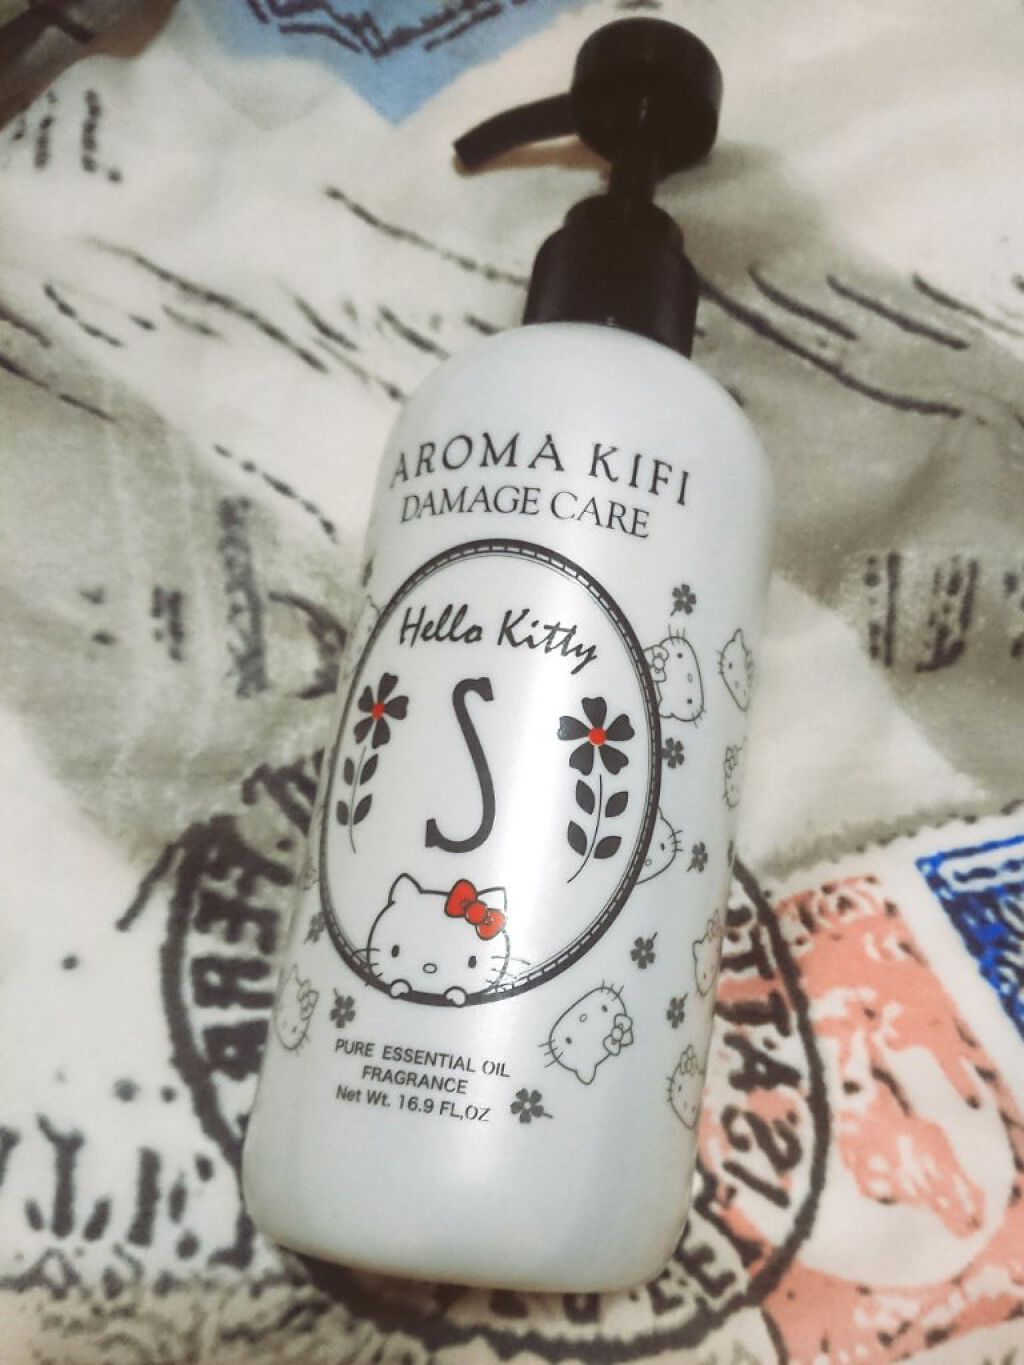 AROMA KIFI
DAMAGE CARE
Hello Kitty
S
PURE ESSENTIAL OIL
FRAGRANCE
Net Wt. 16.9 FL,OZ